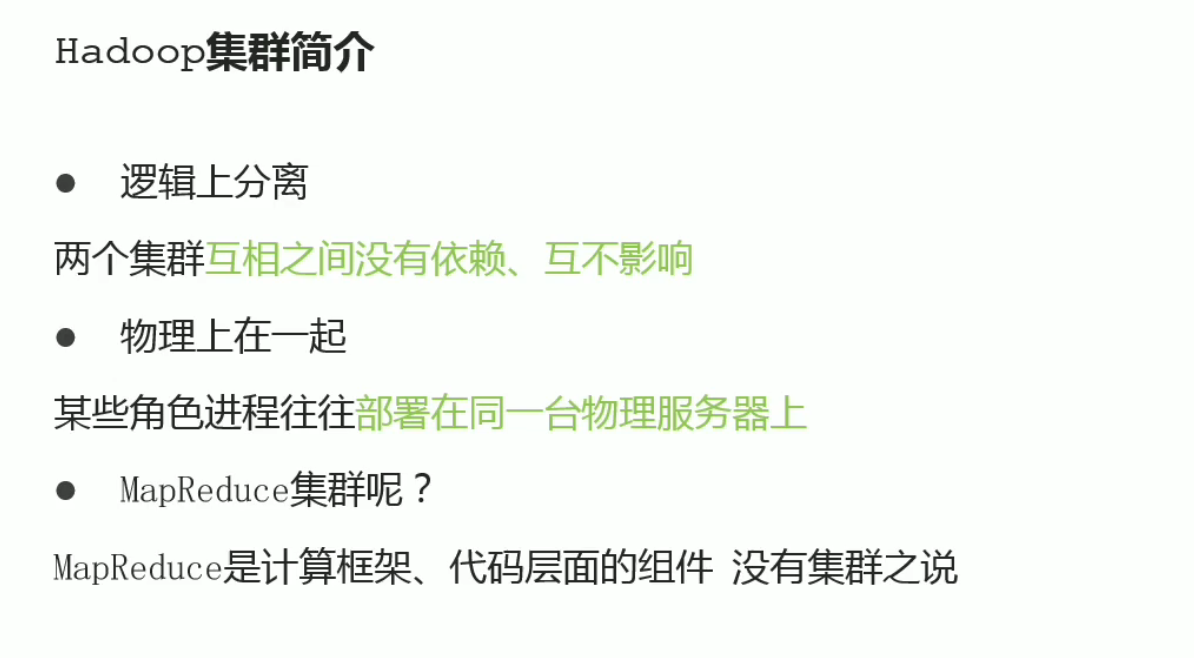 Hadoop集群简介
● 逻辑上分离
两个集群互相之间没有依赖、互不影响
● 物理上在一起
某些角色进程往往部署在同一台物理服务器上
● MapReduce集群呢？
MapReduce是计算框架、代码层面的组件 没有集群之说